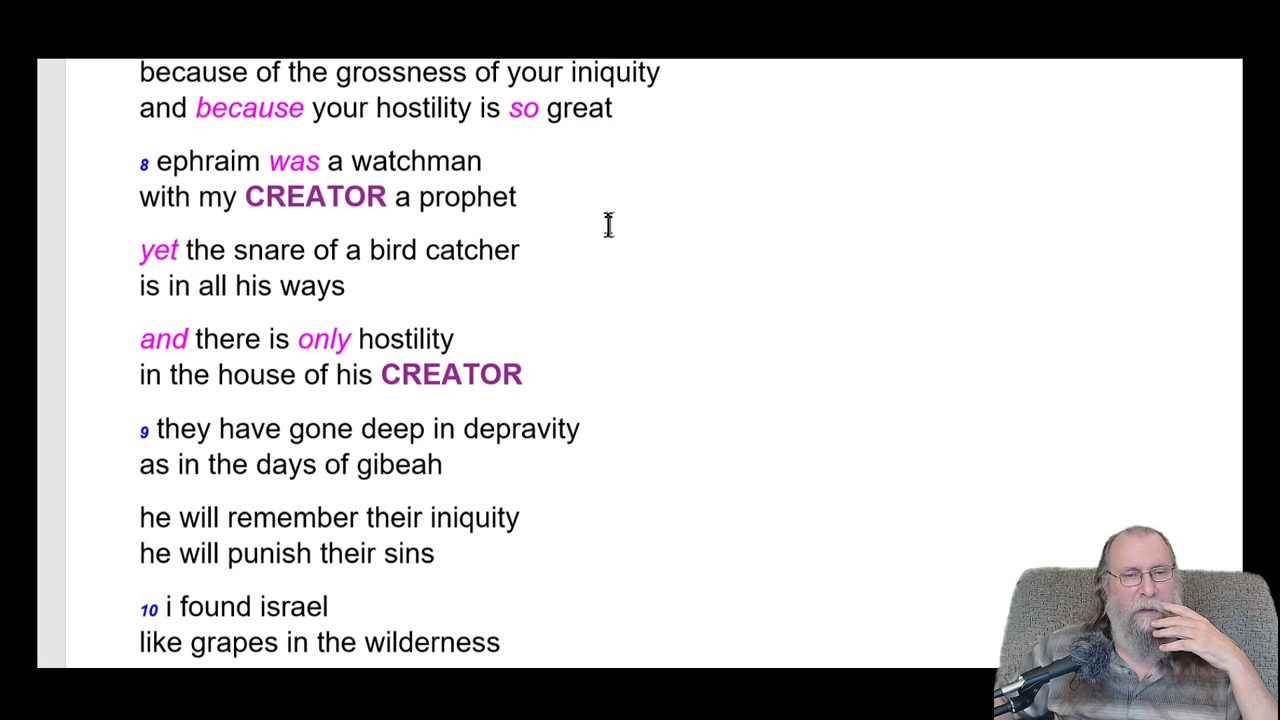 because of the grossness of your iniquity
and because your hostility is so great
8 ephraim was a watchman
with my CREATOR a prophet
yet the snare of a bird catcher
is in all his ways
and there is only hostility
in the house of his CREATOR
9 they have gone deep in depravity
as in the days of gibeah
he will remember their iniquity
he will punish their sins
10 i found israel
like grapes in the wilderness